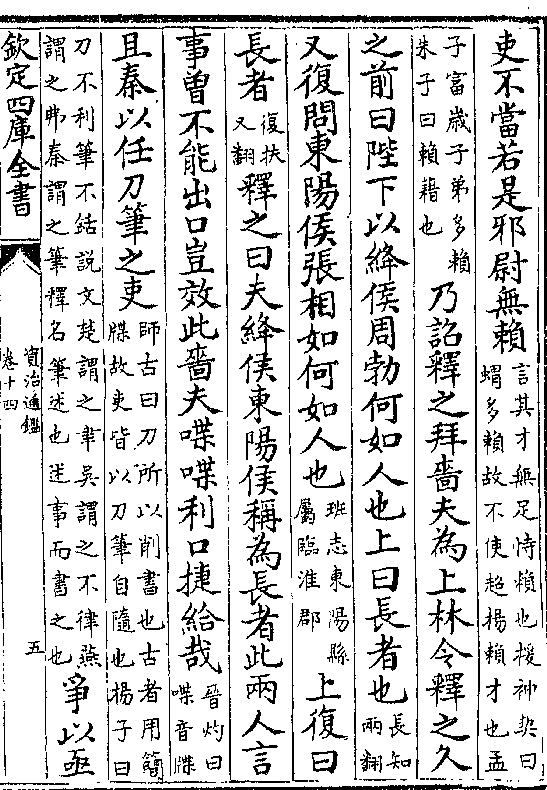 吏不當若是邪尉無賴言其才無足恃頼也援神契曰蝟多賴故不使超揚賴才也孟
子富歲子弟多賴朱子曰賴藉也乃詔釋之拜嗇夫為上林令釋之久
之前曰陛下以絳侯周勃何如人也上曰長者也長知兩翻
又復問東陽侯張相如何如人也班志東陽縣屬臨淮郡上復曰
長者復扶又翻釋之曰夫絳侯東陽侯稱為長者此兩人言
事曽不能出口豈效此嗇夫喋喋利口捷給哉晉灼曰喋音牒
且秦以任刀筆之吏師古曰刀所以削書也古者用簡牒故吏皆以刀筆自隨也楊子曰
刀不利筆不銛説文楚謂之聿吳謂之不律燕謂之弗秦謂之筆釋名筆述也述事而書之也爭以亟
欽定四庫全書
資治通鑑
卷十四
五